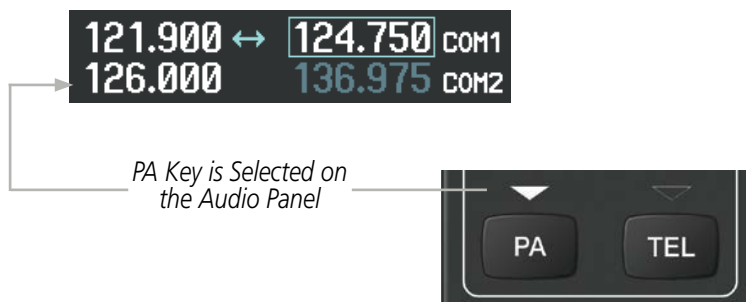 121.900 ↔ 124.750 COM1
126.000 136.975 COM2
PA Key is Selected on
the Audio Panel
PA TEL